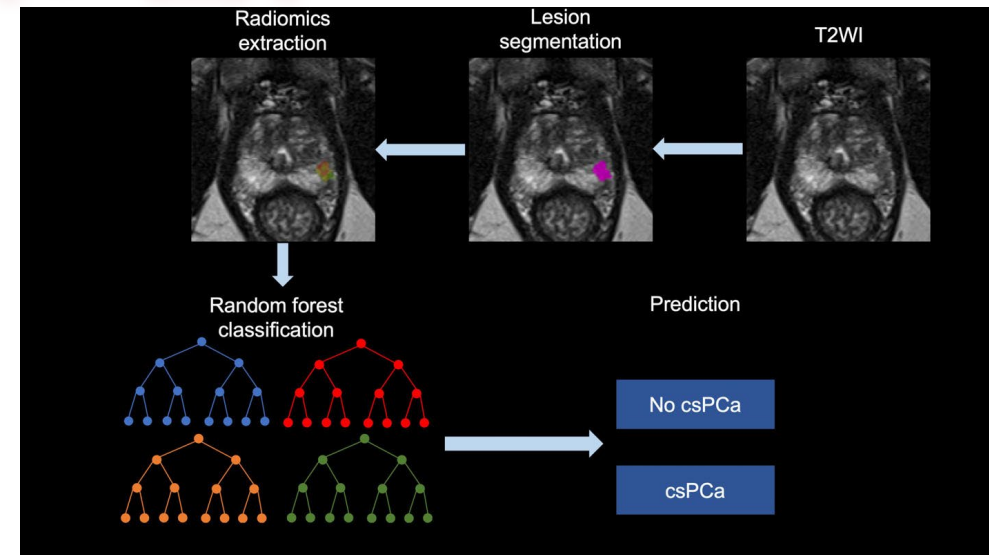 Radiomics
extraction
Lesion
segmentation
T2WI
Random forest
classification
Prediction
No csPCa
csPCa